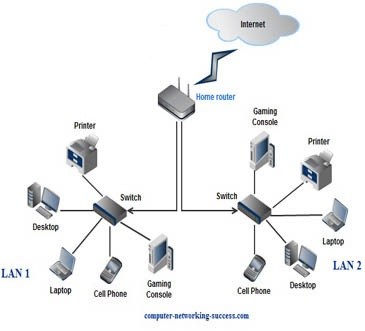 Internet
Home router
Gaming
Console
Printer
Printer
Switch
Switch
Desktop
Laptop
LAN 1
LAN 2
Laptop
Cell Phone
Gaming
Console
Cell Phone
Desktop
computer-networking-success.com